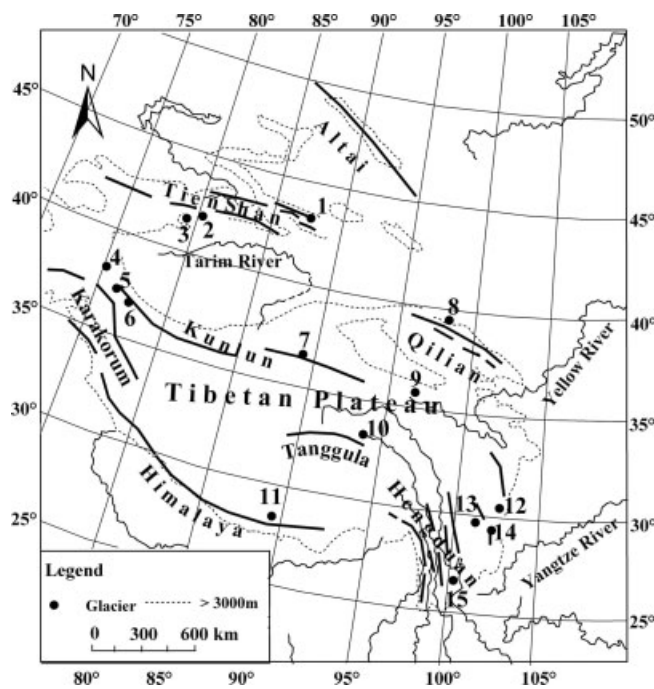 70° 75° 80° 85° 90° 95° 100° 105°
N
45°
50°
Altai
40°
TienShan
1
2
3
45°
Tarim River
4
5
6
35°
Karakorum
Kunlun
7
8
Qilian
40°
Yellow River
9
Tibetan Plateau
35°
30°
10
Tanggula
Himalaya
11
Hengduan
12
13
14
30°
25°
15
Yangtze River
25°
Legend
Glacier > 3000m
0 300 600 km
80° 85° 90° 95° 100° 105°